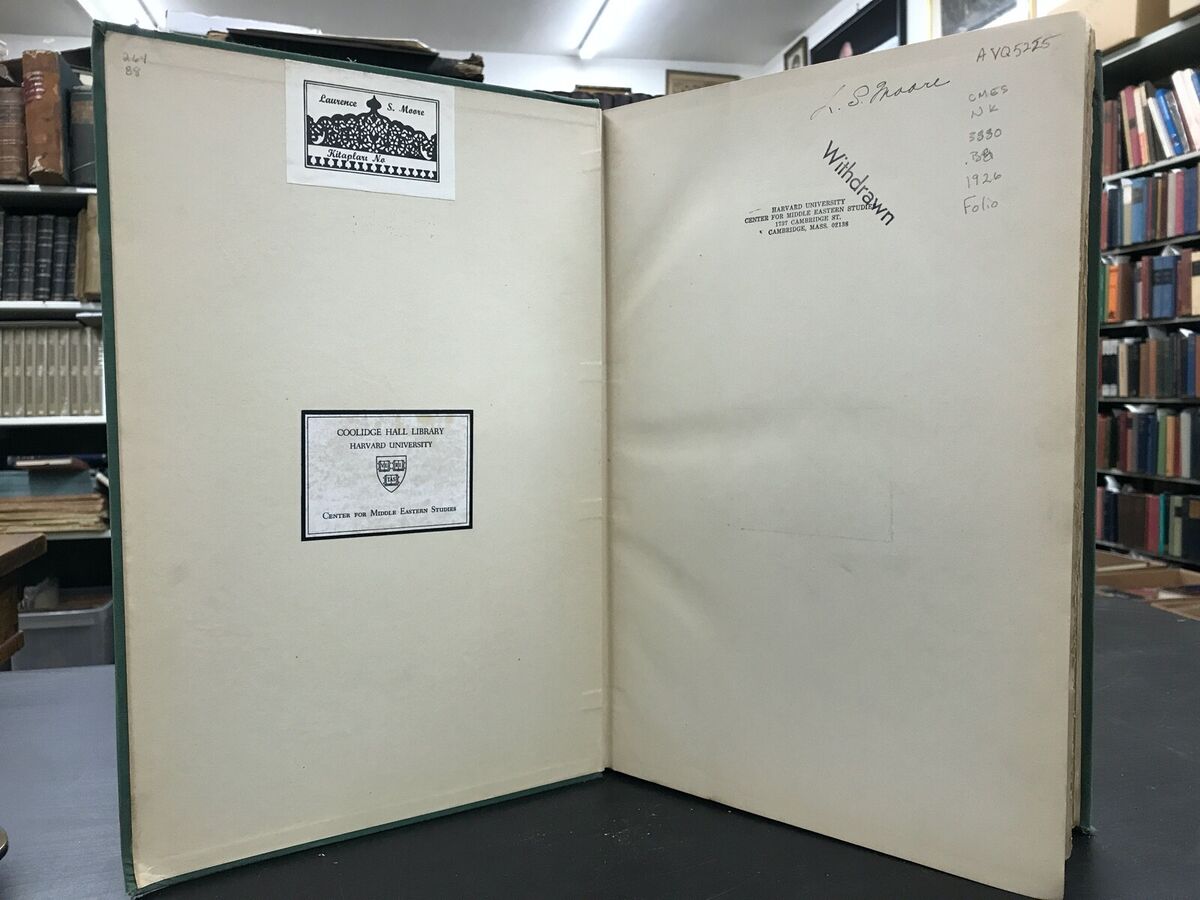 264
88
Laurence S. Moore
Kitapları No
COOLIDGE HALL LIBRARY
HARVARD UNIVERSITY
CENTER FOR MIDDLE EASTERN STUDIES
AVQ5225
L. S. Moore
CMES
NK
3880
.B8
1926
Folio
Withdrawn
HARVARD UNIVERSITY
CENTER FOR MIDDLE EASTERN STUDIES
1737 CAMBRIDGE ST.
CAMBRIDGE, MASS. 02138